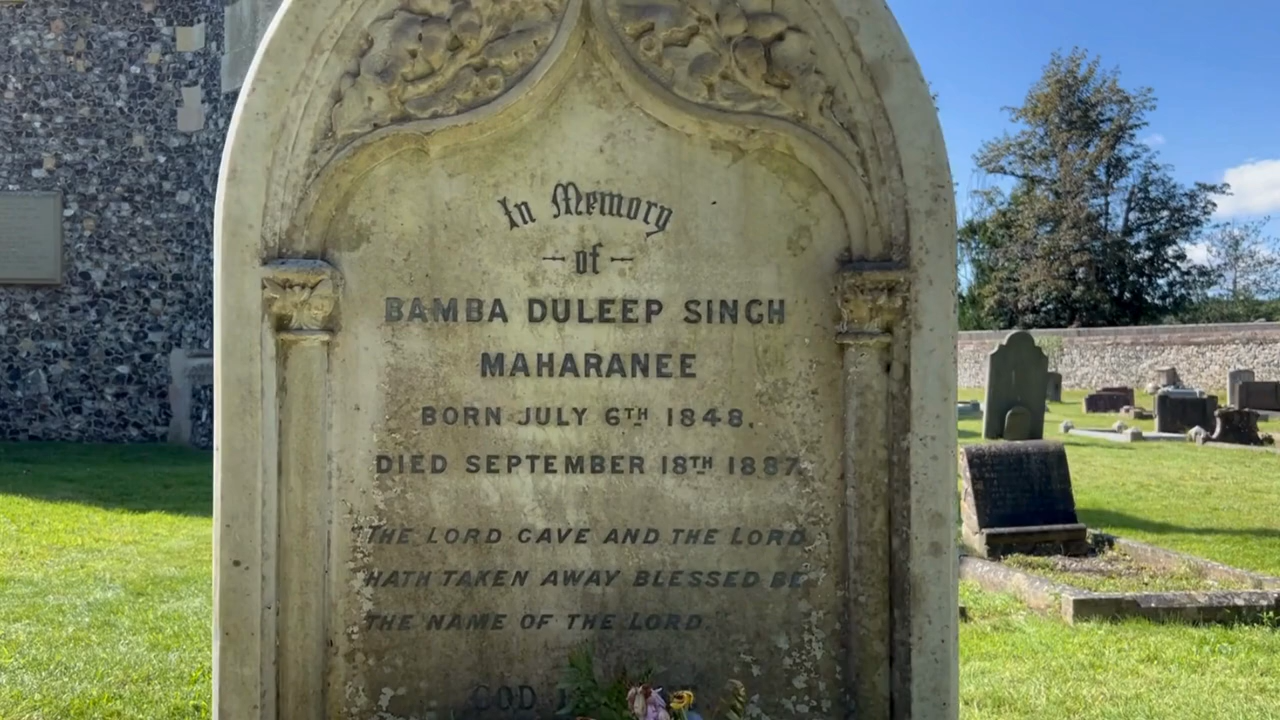 In Memory
- of -
BAMBA DULEEP SINGH
MAHARANEE
BORN JULY 6TH 1848.
DIED SEPTEMBER 18TH 1887.
"THE LORD GAVE AND THE LORD
HATH TAKEN AWAY BLESSED BE
THE NAME OF THE LORD."
GOD